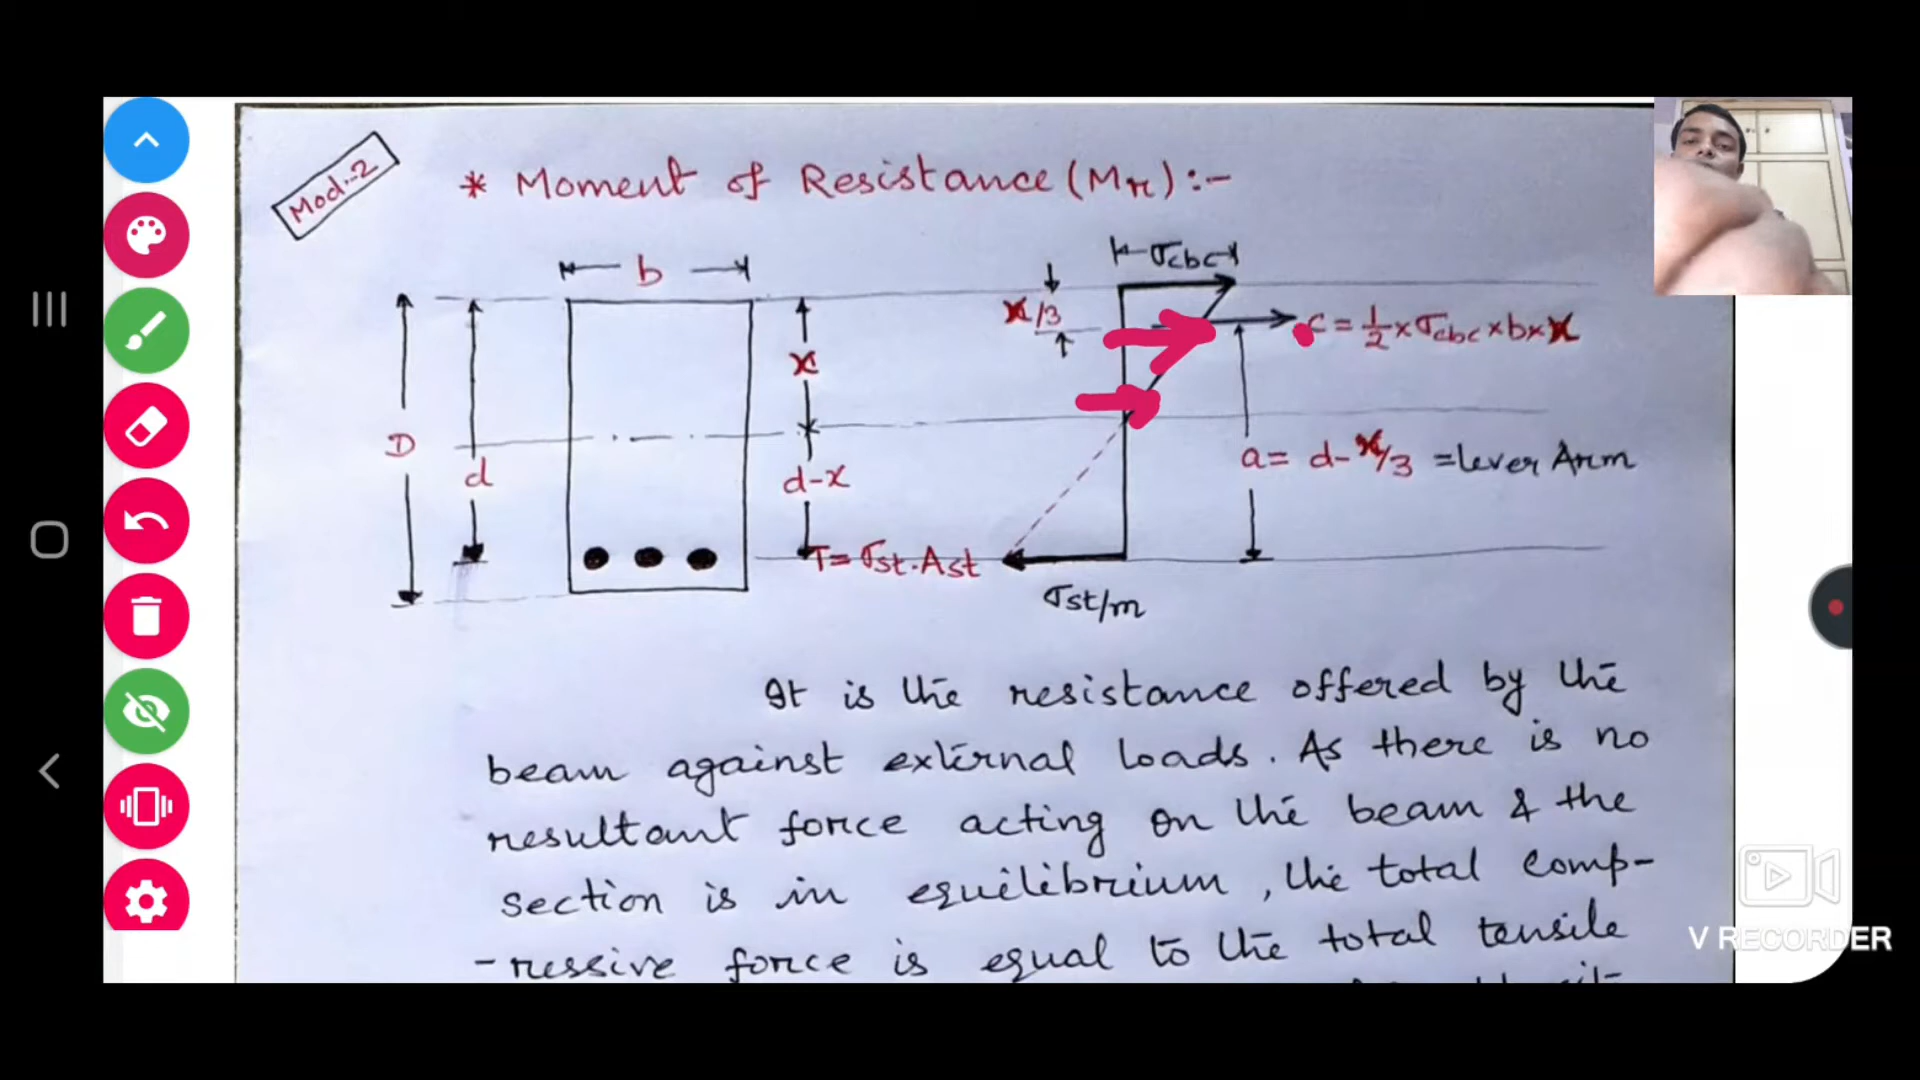 Mod:-2
* Moment of Resistance (Mr) :-
b
σcbc
x/3
C = 1/2 × σcbc × b × x
x
D
d
d-x
a = d - x/3 = lever Arm
T = σst. Ast
σst/m
It is the resistance offered by the
beam against external loads. As there is no
resultant force acting on the beam & the
section is in equilibrium, the total comp-
-ressive force is equal to the total tensile
V RECORDER